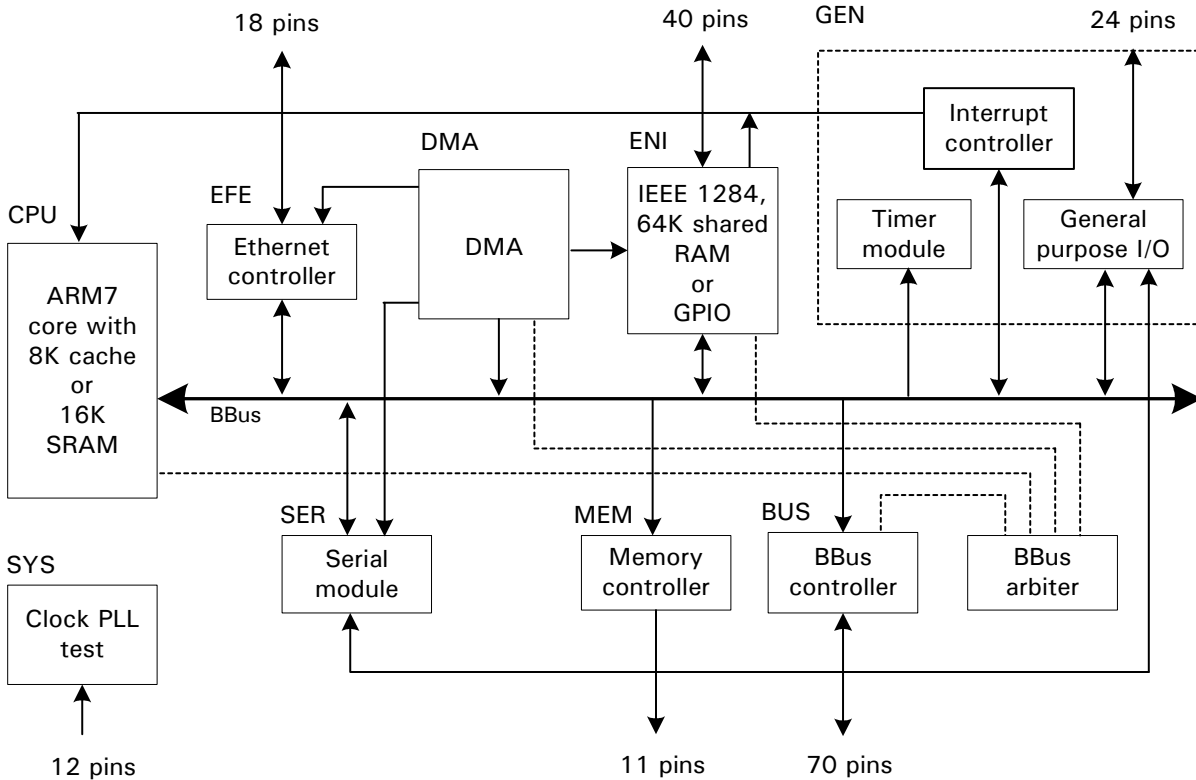 18 pins
40 pins
GEN
24 pins
Interrupt
controller
DMA
ENI
EFE
CPU
Ethernet
controller
DMA
IEEE 1284,
64K shared
RAM
or
GPIO
Timer
module
General
purpose I/O
ARM7
core with
8K cache
or
16K
SRAM
BBus
SER
MEM
BUS
SYS
Serial
module
Memory
controller
BBus
controller
BBus
arbiter
Clock PLL
test
12 pins
11 pins
70 pins